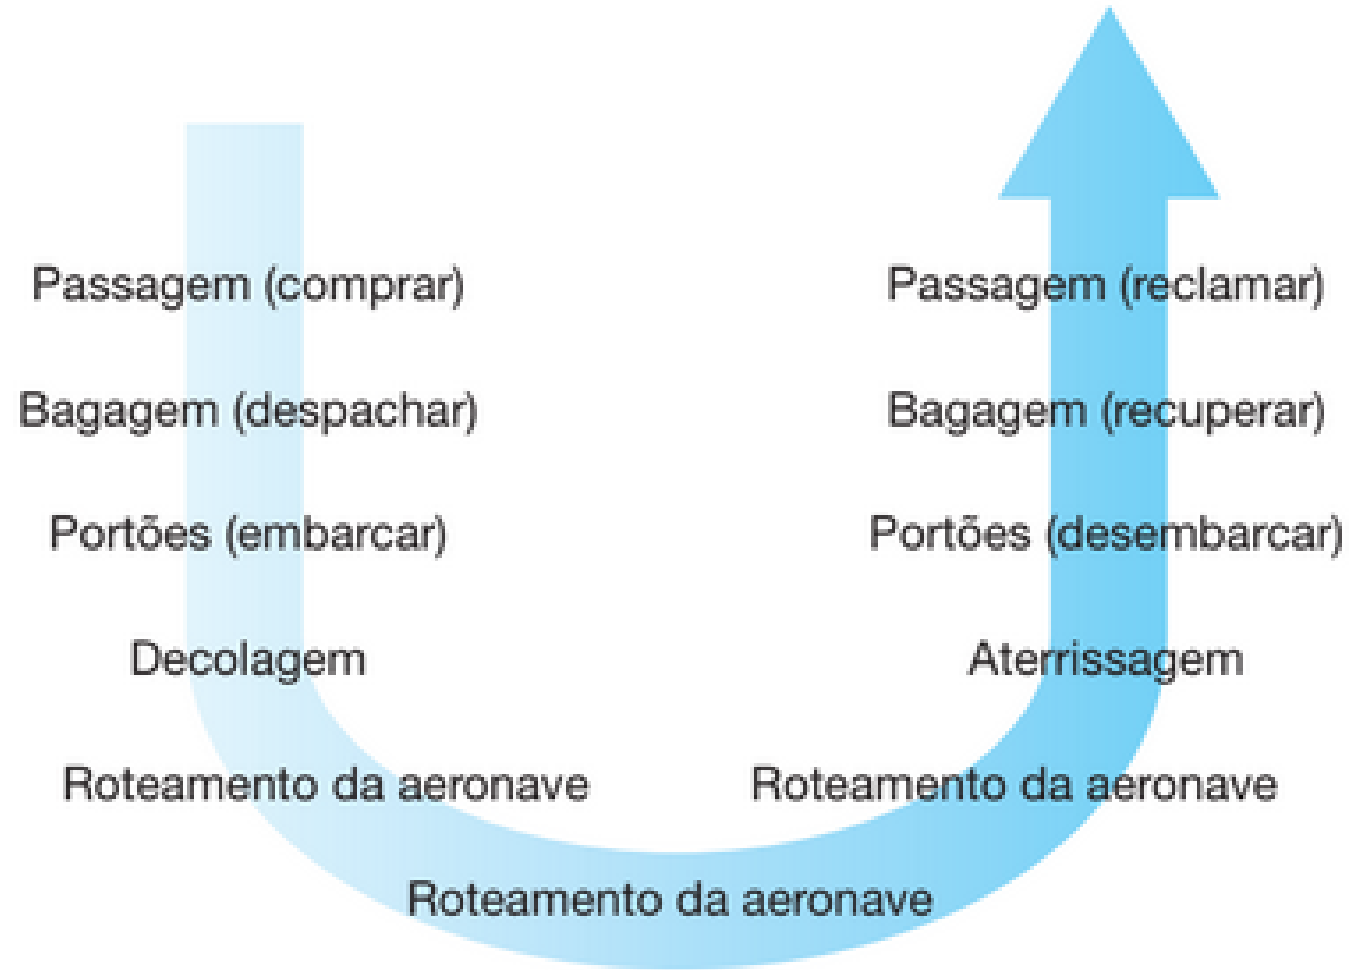 Passagem (comprar)
Bagagem (despachar)
Portões (embarcar)
Decolagem
Roteamento da aeronave
Roteamento da aeronave
Roteamento da aeronave
Aterrissagem
Portões (desembarcar)
Bagagem (recuperar)
Passagem (reclamar)